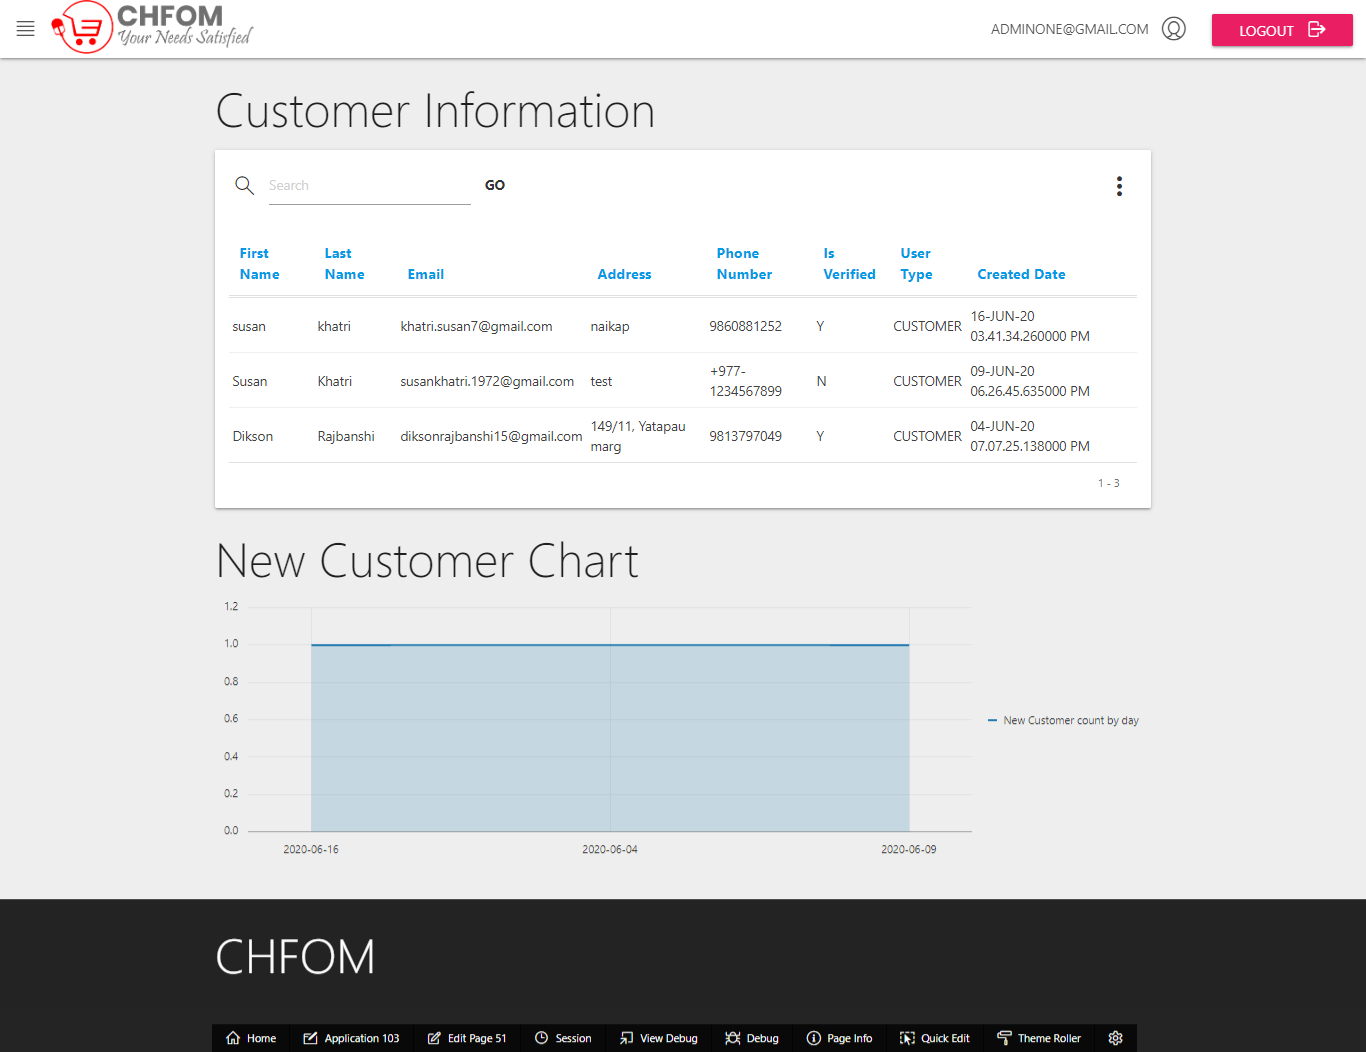 CHFOM
Your Needs Satisfied
ADMINONE@GMAIL.COM
LOGOUT
Customer Information
Search
GO
First Name Last Name Email Address Phone Number Is Verified User Type Created Date
susan khatri khatri.susan7@gmail.com naikap 9860881252 Y CUSTOMER 16-JUN-20 03.41.34.260000 PM
Susan Khatri susankhatri.1972@gmail.com test +977-1234567899 N CUSTOMER 09-JUN-20 06.26.45.635000 PM
Dikson Rajbanshi diksonrajbanshi15@gmail.com 149/11, Yatapau marg 9813797049 Y CUSTOMER 04-JUN-20 07.07.25.138000 PM
1 - 3
New Customer Chart
1.2
1.0
0.8
0.6
0.4
0.2
0.0
2020-06-16 2020-06-04 2020-06-09
New Customer count by day
CHFOM
Home Application 103 Edit Page 51 Session View Debug Debug Page Info Quick Edit Theme Roller